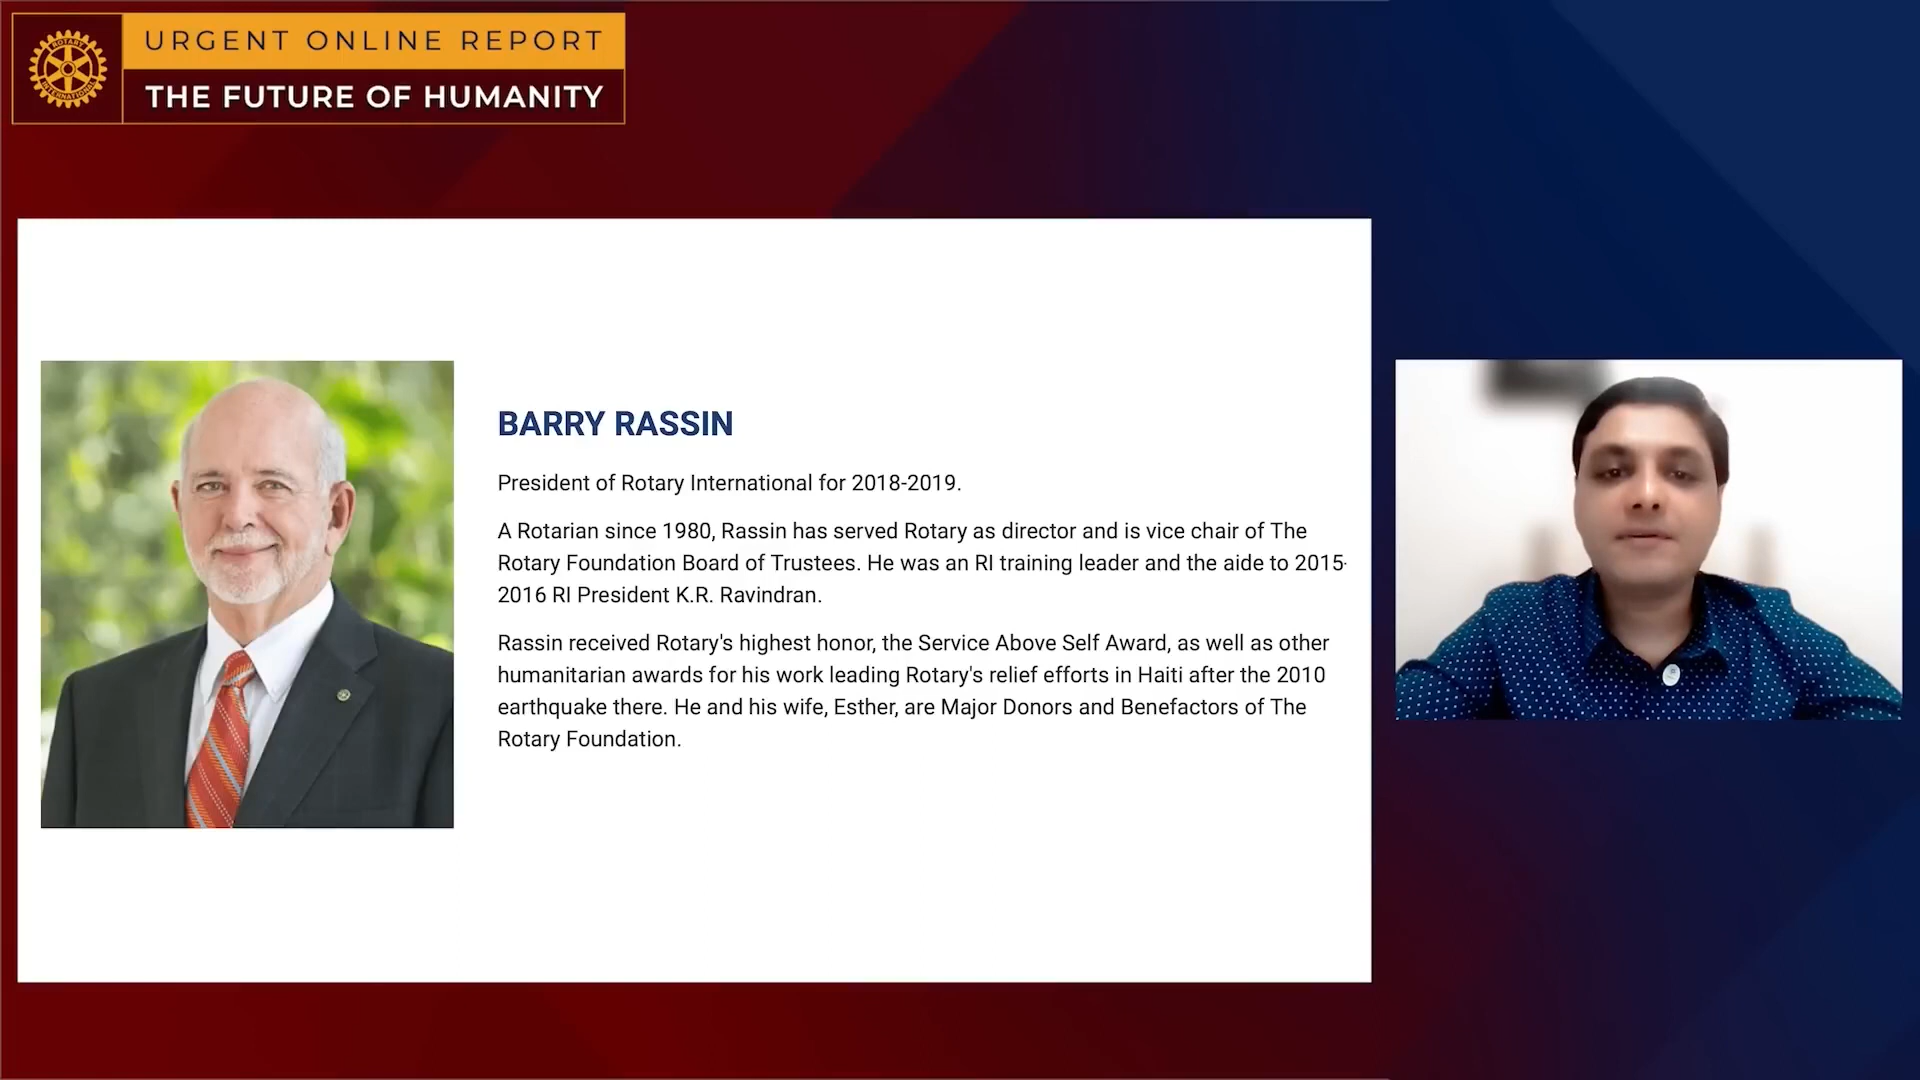 ROTARY
INTERNATIONAL
URGENT ONLINE REPORT
THE FUTURE OF HUMANITY
BARRY RASSIN
President of Rotary International for 2018-2019.
A Rotarian since 1980, Rassin has served Rotary as director and is vice chair of The
Rotary Foundation Board of Trustees. He was an RI training leader and the aide to 2015-
2016 RI President K.R. Ravindran.
Rassin received Rotary's highest honor, the Service Above Self Award, as well as other
humanitarian awards for his work leading Rotary's relief efforts in Haiti after the 2010
earthquake there. He and his wife, Esther, are Major Donors and Benefactors of The
Rotary Foundation.